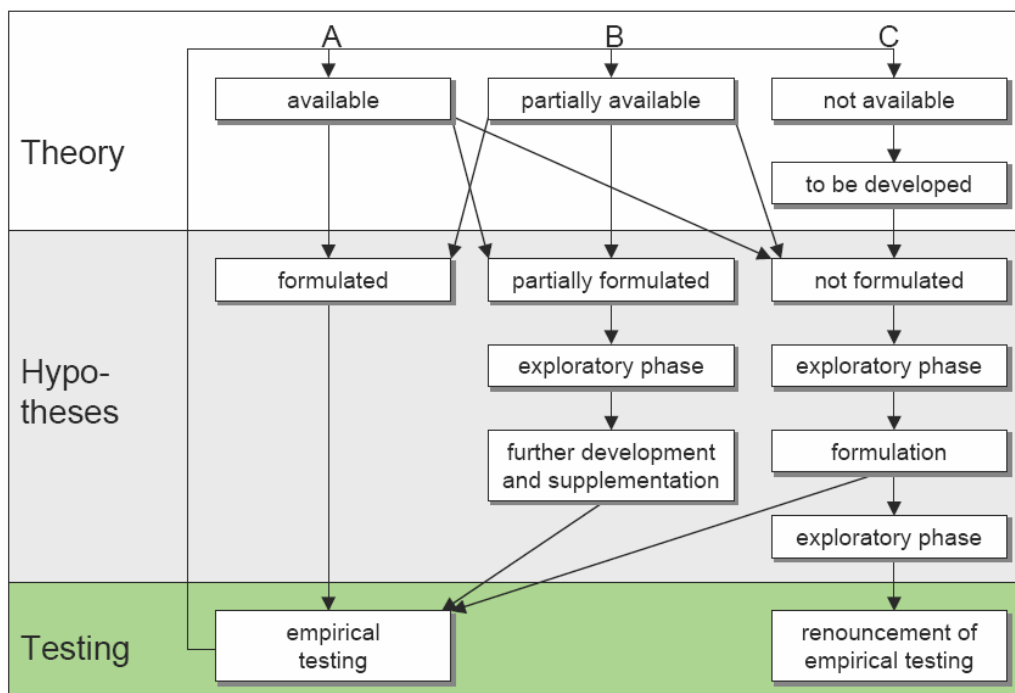 A
B
C
available
partially available
not available
Theory
to be developed
formulated
partially formulated
not formulated
Hypo-
theses
exploratory phase
exploratory phase
further development
and supplementation
formulation
exploratory phase
Testing
empirical
testing
renouncement of
empirical testing